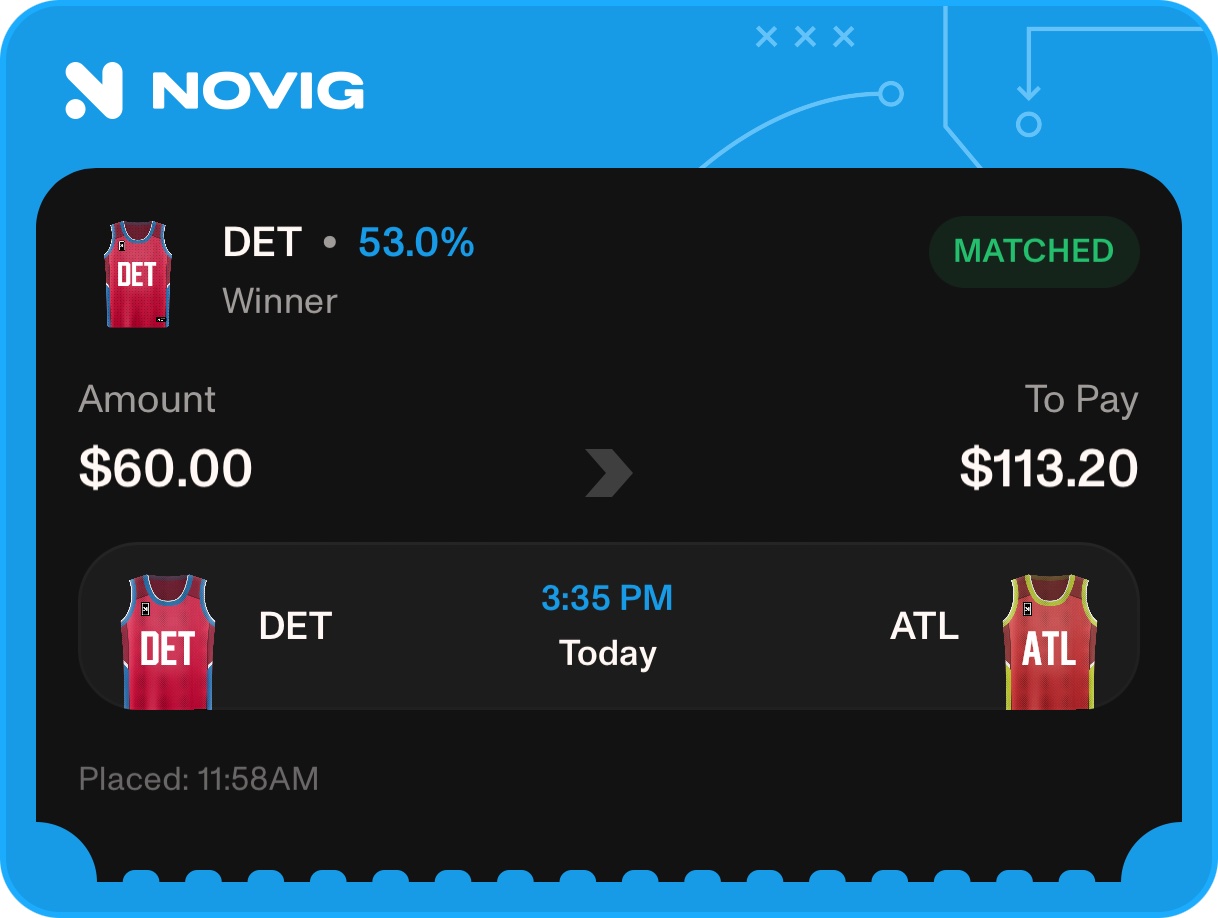 NOVIG
DET
DET • 53.0%
Winner
MATCHED
Amount
To Pay
$60.00
$113.20
DET
DET
3:35 PM
Today
ATL
ATL
Placed: 11:58AM